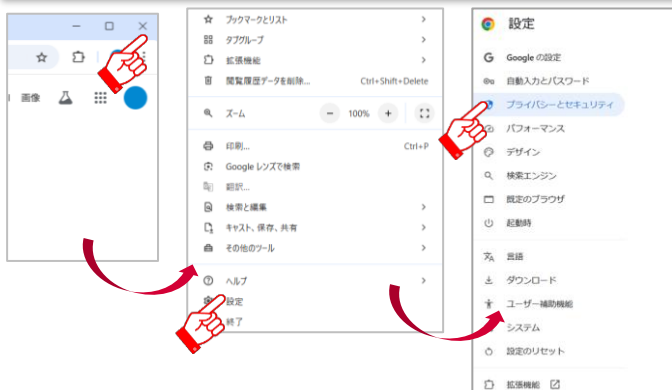 画像
ブックマークとリスト
タブグループ
拡張機能
閲覧履歴データを削除... Ctrl+Shift+Delete
ズーム - 100% +
印刷... Ctrl+P
Google レンズで検索
翻訳...
検索と編集
キャスト、保存、共有
その他のツール
ヘルプ
設定
終了
設定
Google の設定
自動入力とパスワード
プライバシーとセキュリティ
パフォーマンス
デザイン
検索エンジン
既定のブラウザ
起動時
言語
ダウンロード
ユーザー補助機能
システム
設定のリセット
拡張機能